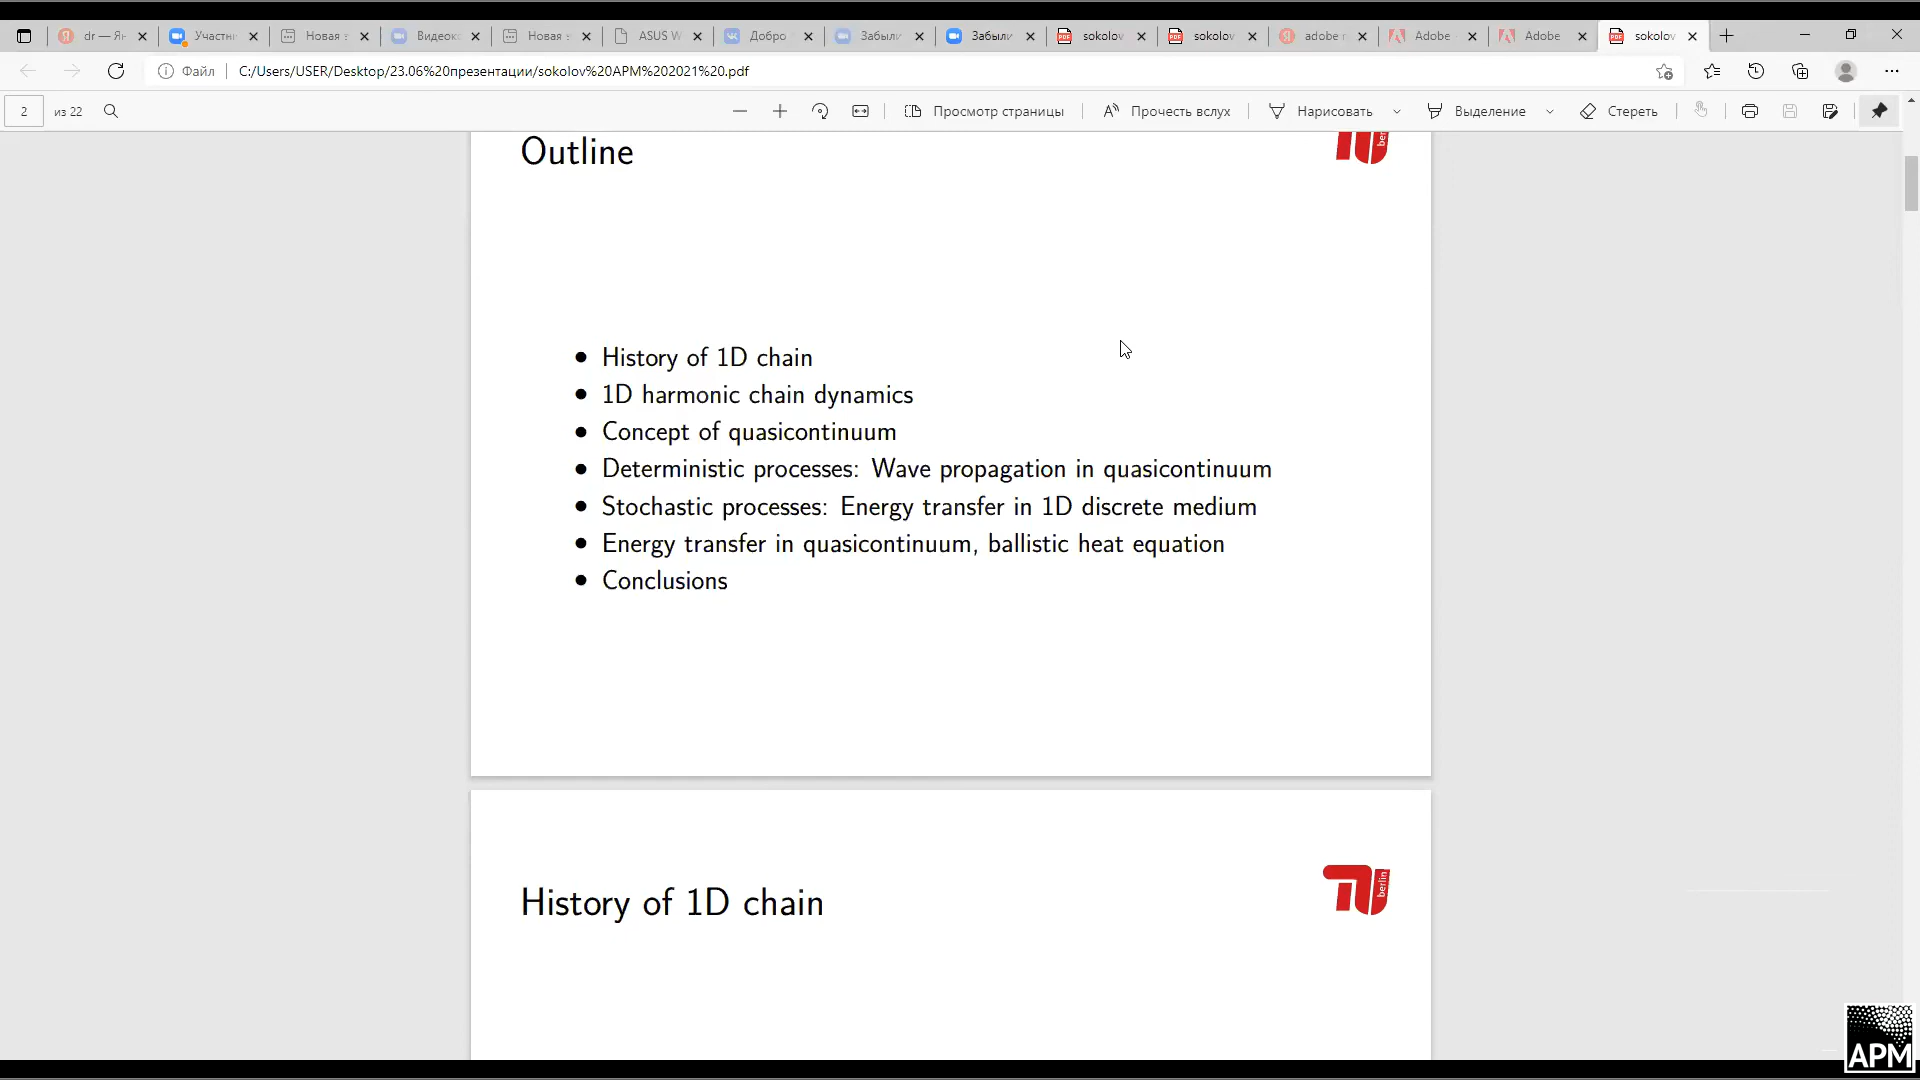 dr — Ян
Участн
Новая
Видеок
Новая
ASUS W
Добро
Забыли
Забыли
sokolov
sokolov
adobe r
Adobe
Adobe
sokolov
Файл
C:/Users/USER/Desktop/23.06%20презентации/sokolov%20APM%202021%20.pdf
2
из 22
Просмотр страницы
Прочесть вслух
Нарисовать
Выделение
Стереть
Outline
• History of 1D chain
• 1D harmonic chain dynamics
• Concept of quasicontinuum
• Deterministic processes: Wave propagation in quasicontinuum
• Stochastic processes: Energy transfer in 1D discrete medium
• Energy transfer in quasicontinuum, ballistic heat equation
• Conclusions
History of 1D chain
berlin
APM